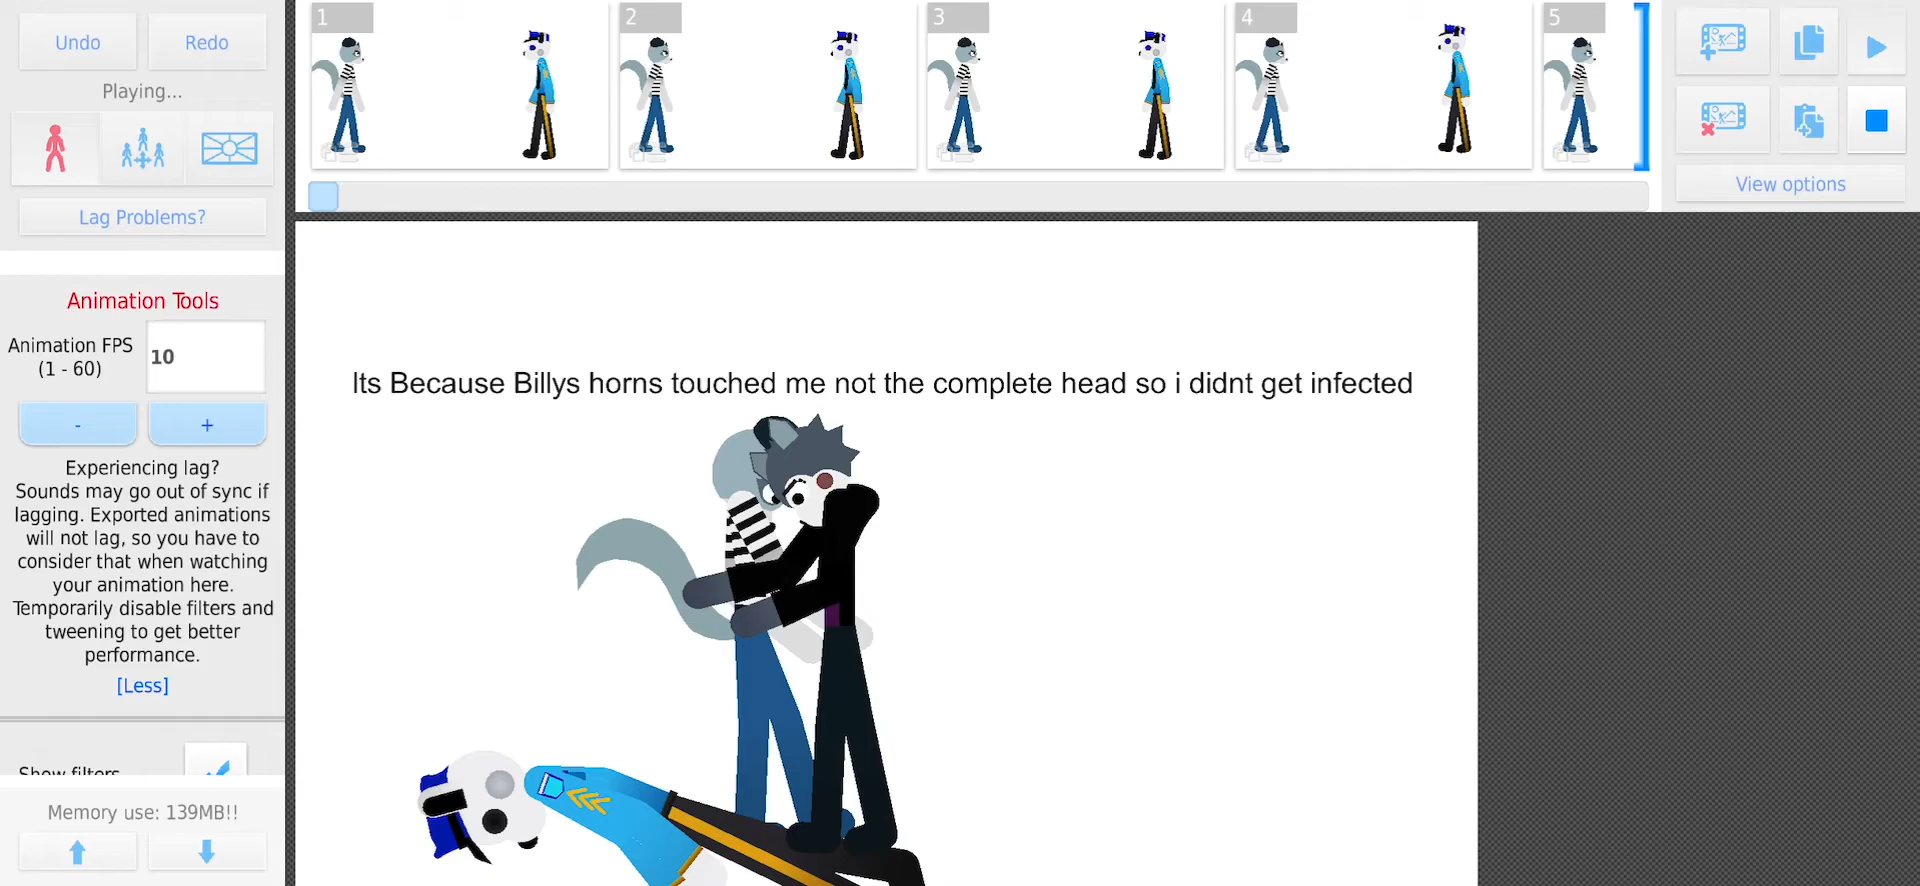 Undo
Redo
Playing...
Lag Problems?
Animation Tools
Animation FPS
(1 - 60)
10
-
+
Experiencing lag?
Sounds may go out of sync if
lagging. Exported animations
will not lag, so you have to
consider that when watching
your animation here.
Temporarily disable filters and
tweening to get better
performance.
[Less]
Show filters
Memory use: 139MB!!
1
2
3
4
5
View options
Its Because Billys horns touched me not the complete head so i didnt get infected